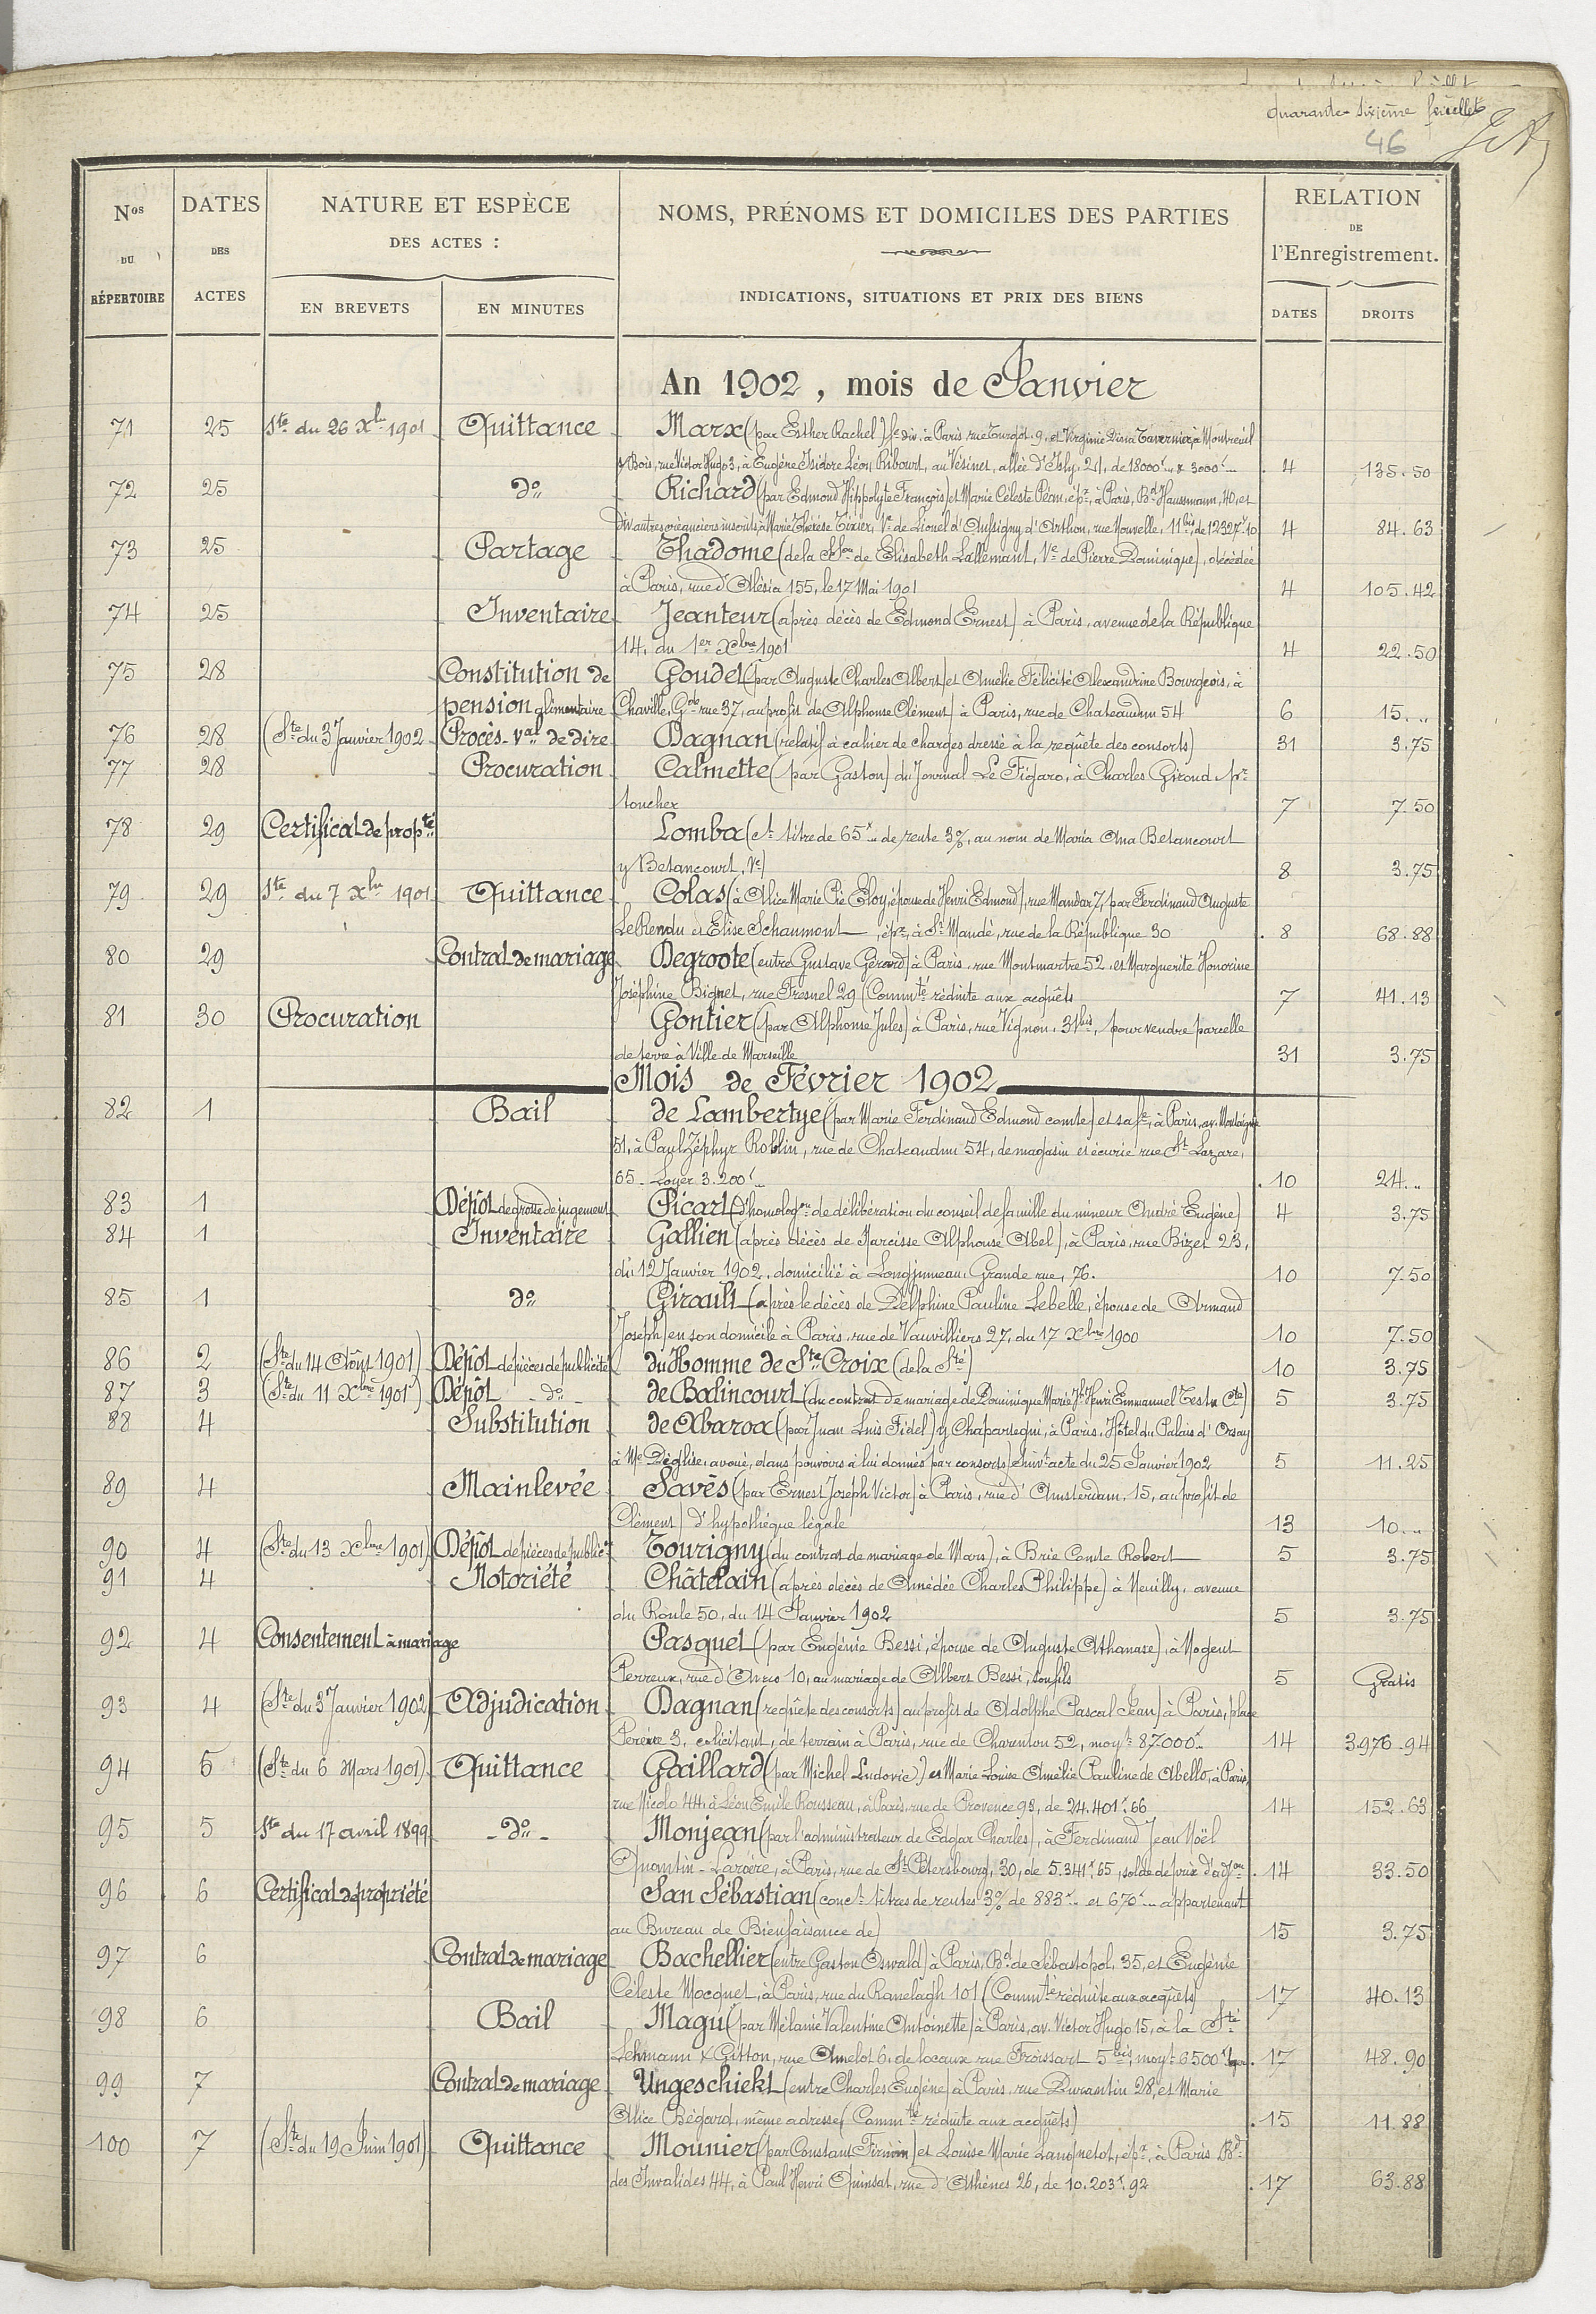 quarante sixième feuillet
46
Nos DU RÉPERTOIRE
DATES DES ACTES
NATURE ET ESPÈCE DES ACTES :
EN BREVETS
EN MINUTES
NOMS, PRÉNOMS ET DOMICILES DES PARTIES
INDICATIONS, SITUATIONS ET PRIX DES BIENS
RELATION DE l'Enregistrement.
DATES
DROITS
An 1902, mois de Janvier
71 25 Ste du 26 Xbre 1901 Quittance Marx (par Esther Rachel) fe div. à Paris rue Turgot, 9, et Virginie Tavernier, à Montreuil
s/Bois, rue Victor Hugo 3, à Eugène Isidore Léon Ribourt, au Vésinet, allée d'Isly, 21, de 18000f.. & 3000f.. 4 135.50
72 25 do Richard (par Edmond Hippolyte François) et Marie Céleste Péan, épx, à Paris, Bd Haussmann, 40, et
div autres créanciers inscrits, à Marie Thérèse Tixier, Ve de Lionel d'Aussigny d'Arthon, rue Nouvelle, 11bis, de 12327f.10 4 84.63
73 25 Partage Thadome (de la Son de Elisabeth Lallemant, Ve de Pierre Dominique), décédée
à Paris, rue d'Alésia 155, le 17 Mai 1901 4 105.42
74 25 Inventaire Jeanteur (après décès de Edmond Ernest) à Paris, avenue de la République
14, du 1er Xbre 1901 4 22.50
75 28 Constitution de Goudet (par Auguste Charles Albert) et Amélie Félicité Alexandrine Bourgeois, à
pension alimentaire Chaville, Gde rue 37, au profit de Alphonse Clément) à Paris, rue de Chateaudun 54 6 15...
76 28 (Ste du 3 Janvier 1902 Procès-Val de dire Dagnan (relatif à cahier de charges dressé à la requête des consorts) 31 3.75
77 28 Procuration Calmette (par Gaston) du Journal Le Figaro, à Charles Giroud pr
toucher 7 7.50
78 29 Certificat de propté Lomba (Ct titre de 65f.. de rente 3%, au nom de Maria Ana Betancourt
y Betancourt, Ve) 8 3.75
79 29 Ste du 7 Xbre 1901 Quittance Colas (à Alice Marie Pie Eloy, épouse de Henri Edmond), rue Mandar 7, par Ferdinand Auguste
Le Rendu et Elise Schaumont, épx, à St Mandé, rue de la République 30 8 68.88
80 29 Contrat de mariage Degroote (entre Gustave Gérard) à Paris, rue Montmartre 52, et Marguerite Honorine
Joséphine Bignet, rue Fresnel 29 (Commté réduite aux acquêts 7 41.13
81 30 Procuration Gontier (par Alphonse Jules) à Paris, rue Vignon, 31bis, pour vendre parcelle
de terre à Ville de Marseille 31 3.75
Mois de Février 1902
82 1 Bail de Lambertye (par Marie Ferdinand Edmond comte) et sa fe, à Paris, av. Montaigne
51, à Paul Zéphyr Roblin, rue de Chateaudun 54, de magasin et écurie rue St Lazare,
65 - Loyer 3.200f.. 10 24...
83 1 Dépôt de grosse de jugement Picart (d'homologon de délibération du conseil de famille du mineur André Eugène) 4 3.75
84 1 Inventaire Gallien (après décès de Narcisse Alphonse Abel), à Paris, rue Bizet 23,
du 12 Janvier 1902, domicilié à Longjumeau, Grande rue, 76. 10 7.50
85 1 do Girault (après le décès de Delphine Pauline Lebelle, épouse de Armand
Joseph) en son domicile à Paris, rue de Vauvilliers 27, du 17 Xbre 1900 10 7.50
86 2 (Ste du 14 Août 1901) Dépôt de pièces de publicité du Homme de Ste Croix (de la Sté) 10 3.75
87 3 (Ste du 11 Xbre 1901) Dépôt - do - de Balincourt (du contrat de mariage de Dominique Marie Jh Henri Emmanuel Testu Cte) 5 3.75
88 4 Substitution de Abaroa (par Juan Luis Fidel) y Chaparteguy, à Paris, Hôtel du Palais d'Orsay
à Me Déglise, avoué, dans pouvoirs à lui donnés par consorts) suivt acte du 25 Janvier 1902 5 11.25
89 4 Mainlevée Savès (par Ernest Joseph Victor) à Paris, rue d'Amsterdam, 15, au profit de
Clément) d'hypothèque légale 13 10...
90 4 (Ste du 13 Xbre 1901) Dépôt de pièces de publicté Tourigny (du contrat de mariage de Mars), à Brie Comte Robert 5 3.75
91 4 Notoriété Châtelain (après décès de Amédée Charles Philippe) à Neuilly, avenue
du Roule 50, du 14 Janvier 1902 5 3.75
92 4 Consentement à mariage Pasquet (par Eugénie Bessi, épouse de Auguste Athanase), à Nogent
Perreux, rue d' 10, au mariage de Albert Bessi, son fils 5 Gratis
93 4 (Ste du 3 Janvier 1902) Adjudication Dagnan (requête des consorts) au profit de Adolphe Pascal Jean) à Paris, place
Pereire 3, colicitant, de terrain à Paris, rue de Charenton 52, moyt 87.000f.. 14 3976.94
94 5 (Ste du 6 Mars 1901) Quittance Gaillard (par Michel Ludovic) et Marie Louise Amélie Pauline de Abello, à Paris,
rue Nicolo 44, à Léon Emile Rousseau, à Paris, rue de Provence 93, de 24.401f.66 14 152.63
95 5 Ste du 17 avril 1899 - do - Monjean (par l'administrateur de Edgar Charles), à Ferdinand Jean Noël
Quantin - Laroère, à Paris, rue de St Pétersbourg, 30, de 5.341f.65, solde de prix d'adjon 14 33.50
96 6 Certificat de propriété San Sébastian (conct titres de rentes 3% de 883f.. et 670f.. appartenant
au Bureau de Bienfaisance de) 15 3.75
97 6 Contrat de mariage Bachellier (entre Gaston Oswald) à Paris, Bd de Sébastopol, 35, et Eugénie
Céleste Mocquet, à Paris, rue du Ranelagh 101 (Commté réduite aux acquêts) 17 40.13
98 6 Bail Magu (par Mélanie Valentine Antoinette) à Paris, av. Victor Hugo 15, à la Sté
Lehmann & Gitton, rue Amelot 6, de locaux rue Froissart 5bis, moyt 6500f 17 48.90
99 7 Contrat de mariage Ungeschickt (entre Charles Eugène) à Paris, rue Durantin 28, et Marie
Alice Bégard, même adresse (Commté réduite aux acquêts) 15 11.88
100 7 (Ste du 19 Juin 1901) Quittance Mounier (par Constant Firmin) et Louise Marie Langnetot, épx, à Paris Bd
des Invalides 44, à Paul Henri Quinsat, rue d'Athènes 26, de 10.203f.92 17 63.88